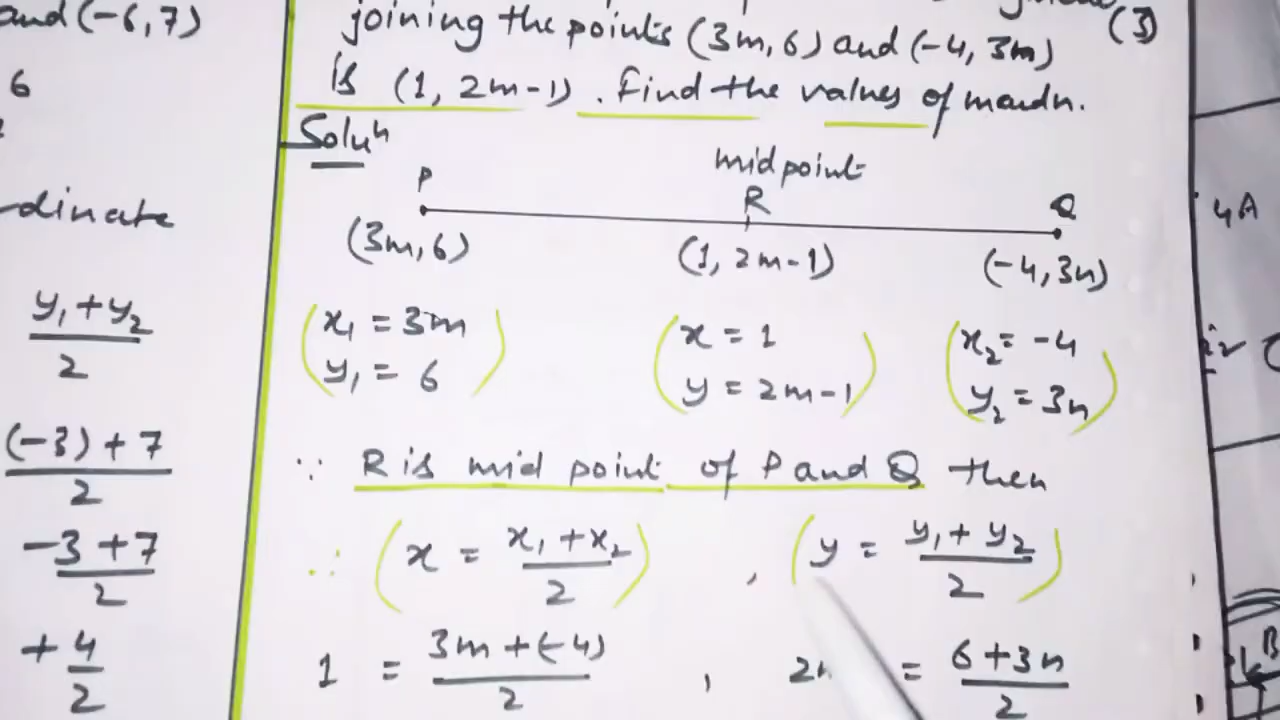 and (-6,7)
6
-dinate
y₁ + y₂
2
(-3) + 7
2
-3 + 7
2
+ 4
2
joining the points (3m, 6) and (-4, 3m)
is (1, 2m-1) . Find the values of m and n.
Soluⁿ
midpoint
P R Q
(3m, 6) (1, 2m-1) (-4, 3n)
x₁ = 3m x = 1 x₂ = -4
y₁ = 6 y = 2m-1 y₂ = 3n
∵ R is mid point of P and Q then
∴ (x = x₁ + x₂ / 2) , (y = y₁ + y₂ / 2)
1 = 3m + (-4) / 2 , = 6 + 3n / 2
(3)
4A
B